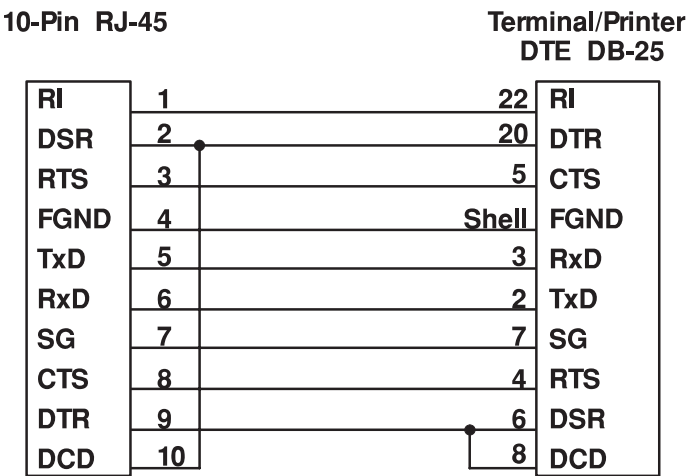 10-Pin RJ-45
Terminal/Printer
DTE DB-25
RI 1 22 RI
DSR 2 20 DTR
RTS 3 5 CTS
FGND 4 Shell FGND
TxD 5 3 RxD
RxD 6 2 TxD
SG 7 7 SG
CTS 8 4 RTS
DTR 9 6 DSR
DCD 10 8 DCD